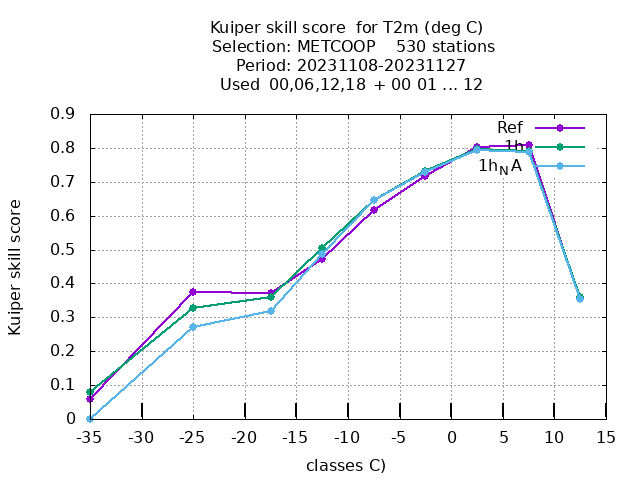 Kuiper skill score for T2m (deg C)
Selection: METCOOP 530 stations
Period: 20231108-20231127
Used 00,06,12,18 + 00 01 ... 12
0.9
0.8
0.7
0.6
0.5
0.4
0.3
0.2
0.1
0
Kuiper skill score
Ref
1h
1h_N A
-35 -30 -25 -20 -15 -10 -5 0 5 10 15
classes C)